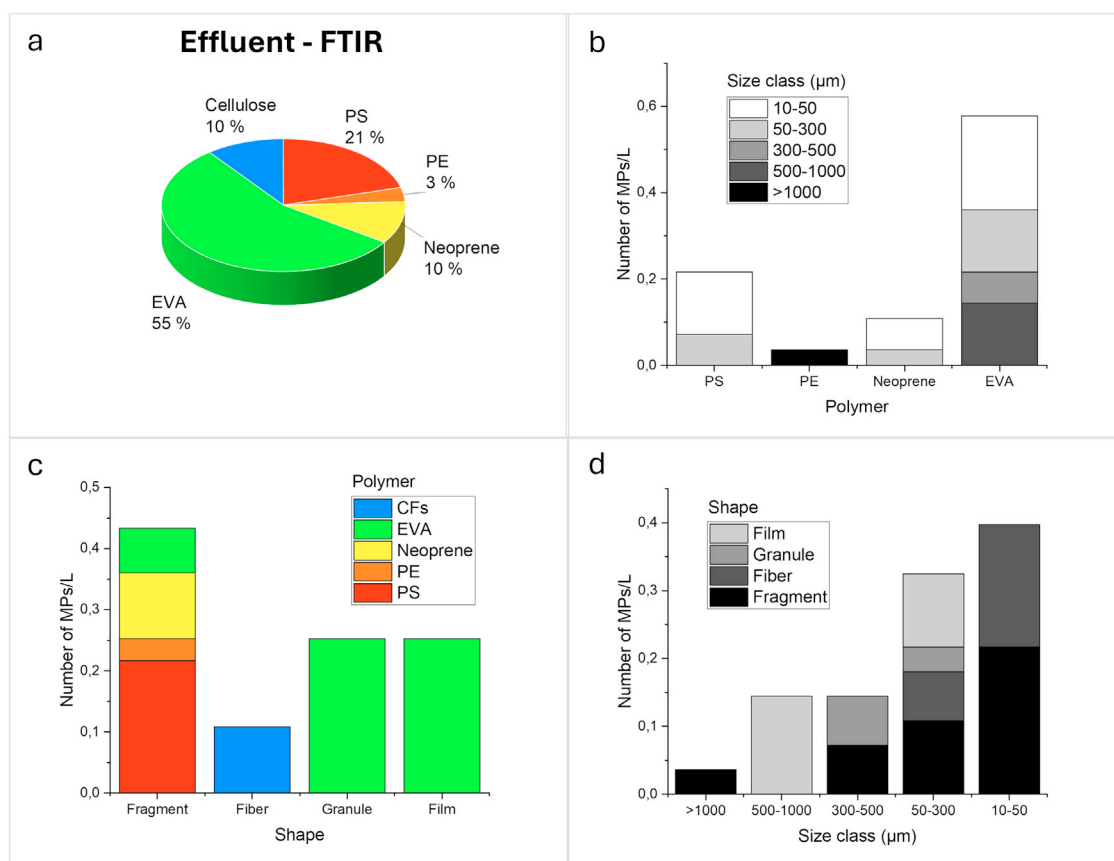 a
Effluent - FTIR
Cellulose
10 %
PS
21 %
PE
3 %
Neoprene
10 %
EVA
55 %
b
Number of MPs/L
0,6
0,4
0,2
0,0
Size class (µm)
10-50
50-300
300-500
500-1000
>1000
PS
PE
Neoprene
EVA
Polymer
c
Number of MPs/L
0,5
0,4
0,3
0,2
0,1
0,0
Polymer
CFs
EVA
Neoprene
PE
PS
Fragment
Fiber
Granule
Film
Shape
d
Number of MPs/L
0,4
0,3
0,2
0,1
0,0
Shape
Film
Granule
Fiber
Fragment
>1000
500-1000
300-500
50-300
10-50
Size class (µm)